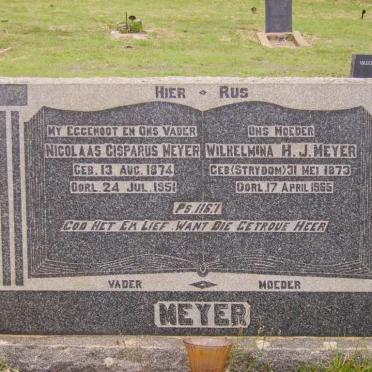 HIER RUS
MY EGGENOOT EN ONS VADER
NICOLAAS GISPARUS MEYER
GEB. 13 AUG. 1874
OORL. 24 JUL. 1951
ONS MOEDER
WILHELMINA H. J. MEYER
GEB (STRYDOM) 31 MEI 1873
OORL. 17 APRIL 1965
PS. 116:1
GOD HET EK LIEF. WANT DIE GETROUE HEER
VADER MOEDER
MEYER